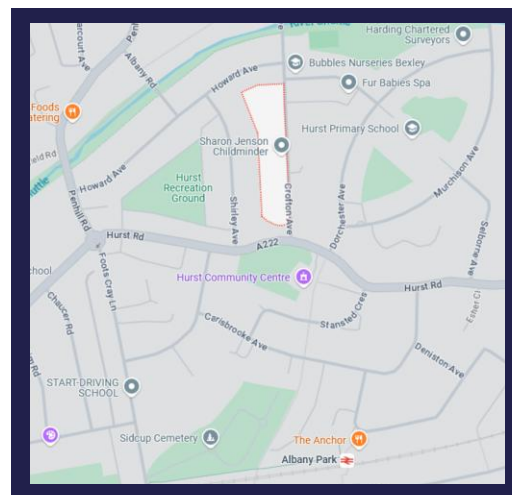 Harding Chartered
Surveyors
Bubbles Nurseries Bexley
Albany Rd
Howard Ave
Fur Babies Spa
Foods
Hurst Primary School
Sharon Jenson
Childminder
Murchison Ave
Howard Ave
Hurst
Recreation
Ground
Penhill Rd
Shirley Ave
Crofton Ave
Dorchester Ave
Selborne Ave
Hurst Rd
A222
Foots Cray Ln
Hurst Community Centre
Hurst Rd
Chaucer Rd
Carisbrooke Ave
Stansted Cres
Esher Cl
Deniston Ave
START-DRIVING
SCHOOL
Sidcup Cemetery
The Anchor
Albany Park